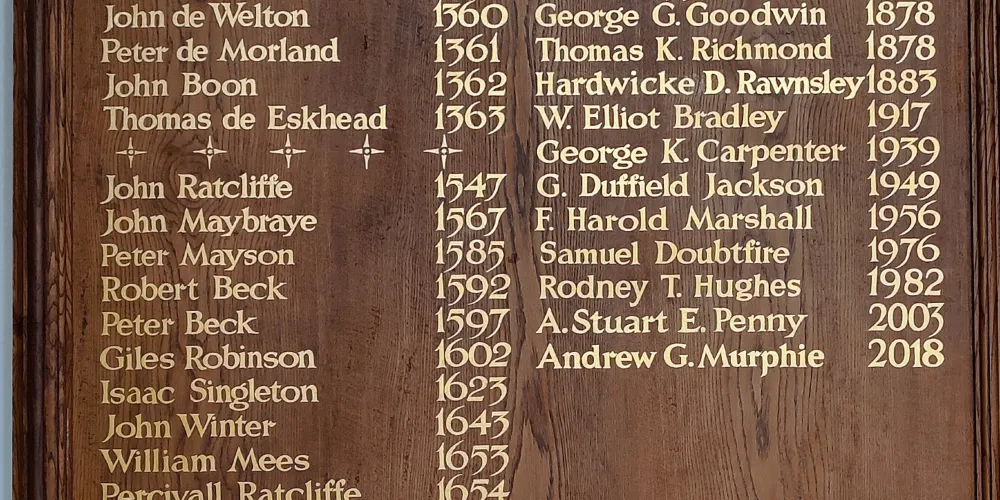 John de Welton 1360
Peter de Morland 1361
John Boon 1362
Thomas de Eskhead 1363
John Ratcliffe 1547
John Maybraye 1567
Peter Mayson 1585
Robert Beck 1592
Peter Beck 1597
Giles Robinson 1602
Isaac Singleton 1623
John Winter 1643
William Mees 1653
Percivall Ratcliffe 1654
George G. Goodwin 1878
Thomas K. Richmond 1878
Hardwicke D. Rawnsley 1883
W. Elliot Bradley 1917
George K. Carpenter 1939
G. Duffield Jackson 1949
F. Harold Marshall 1956
Samuel Doubtfire 1976
Rodney T. Hughes 1982
A. Stuart E. Penny 2003
Andrew G. Murphie 2018